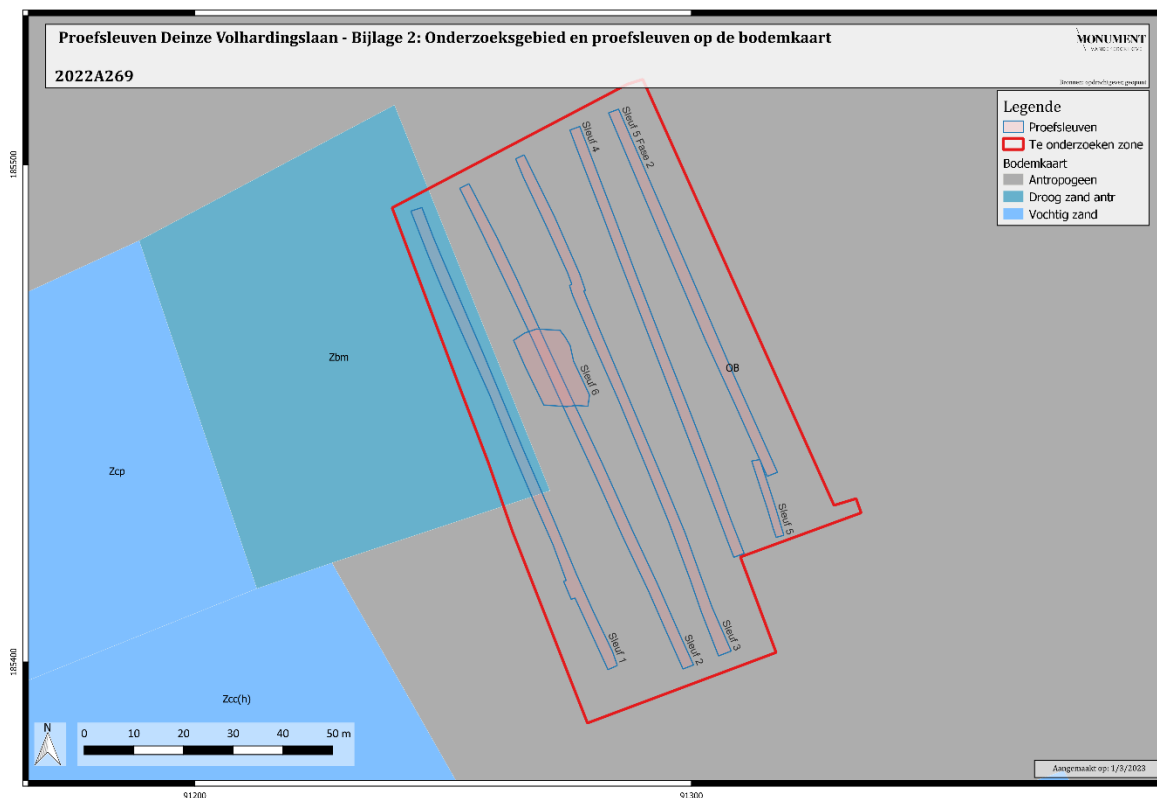 Proefsleuven Deinze Volhardingslaan - Bijlage 2: Onderzoeksgebied en proefsleuven op de bodemkaart
2022A269
MONUMENT
Bronnen: opdrachtgever, geopunt
Legende
Proefsleuven
Te onderzoeken zone
Bodemkaart
Antropogeen
Droog zand antr
Vochtig zand
185500
185400
Sleuf 4
Sleuf 5 Fase 2
Zbm
OB
Sleuf 6
Zcp
Sleuf 5
Sleuf 1
Sleuf 2
Sleuf 3
Zcc(h)
N
0 10 20 30 40 50 m
Aangemaakt op: 1/3/2023
91200
91300